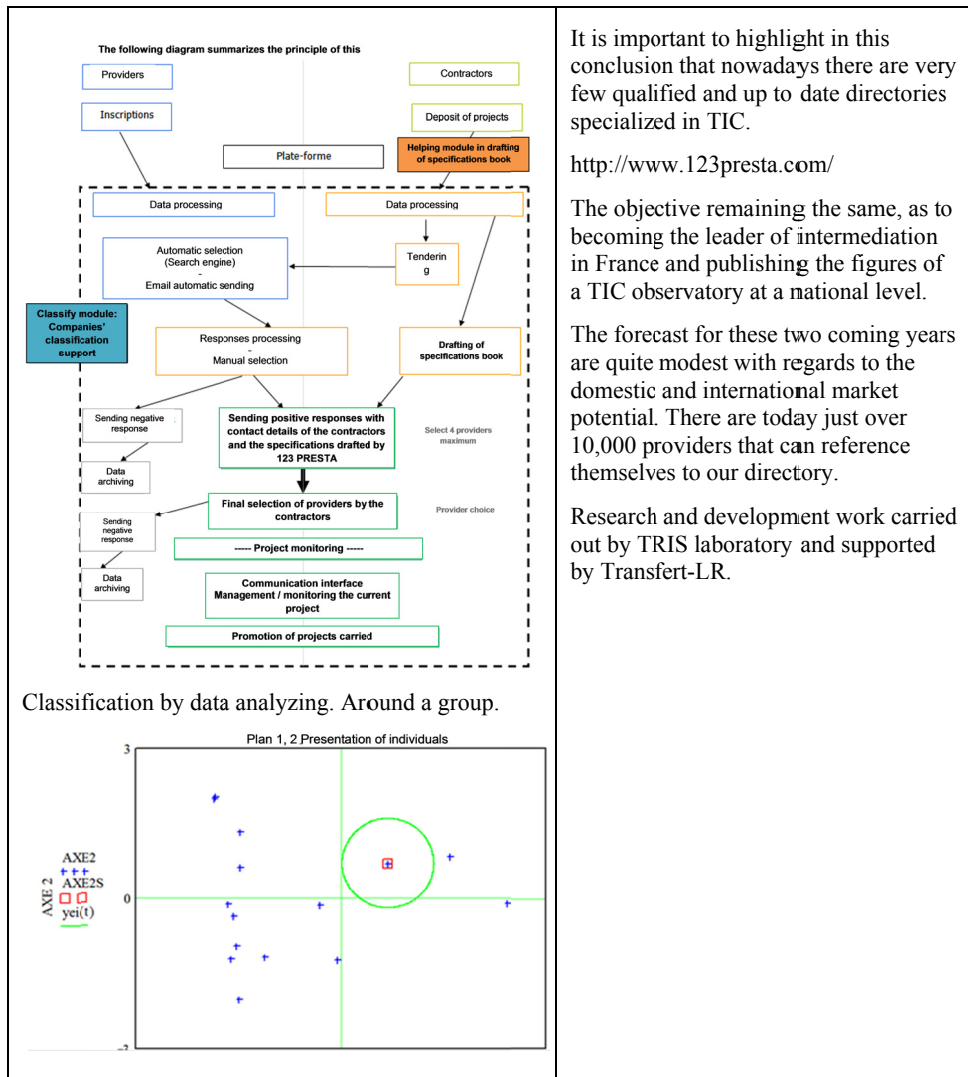 The following diagram summarizes the principle of this
Providers
Contractors
Inscriptions
Deposit of projects
Plate-forme
Helping module in drafting
of specifications book
Data processing
Data processing
Automatic selection
(Search engine)
-
Email automatic sending
Tenderin
g
Classify module:
Companies'
classification
support
Responses processing
-
Manual selection
Drafting of
specifications book
Sending negative
response
Sending positive responses with
contact details of the contractors
and the specifications drafted by
123 PRESTA
Select 4 providers
maximum
Data
archiving
Final selection of providers by the
contractors
Provider choice
Sending
negative
response
----- Project monitoring -----
Data
archiving
Communication interface
Management / monitoring the current
project
Promotion of projects carried
Classification by data analyzing. Around a group.
Plan 1, 2 Presentation of individuals
3
AXE 2
AXE2
AXE2S
yei(t)
0
It is important to highlight in this
conclusion that nowadays there are very
few qualified and up to date directories
specialized in TIC.
http://www.123presta.com/
The objective remaining the same, as to
becoming the leader of intermediation
in France and publishing the figures of
a TIC observatory at a national level.
The forecast for these two coming years
are quite modest with regards to the
domestic and international market
potential. There are today just over
10,000 providers that can reference
themselves to our directory.
Research and development work carried
out by TRIS laboratory and supported
by Transfert-LR.